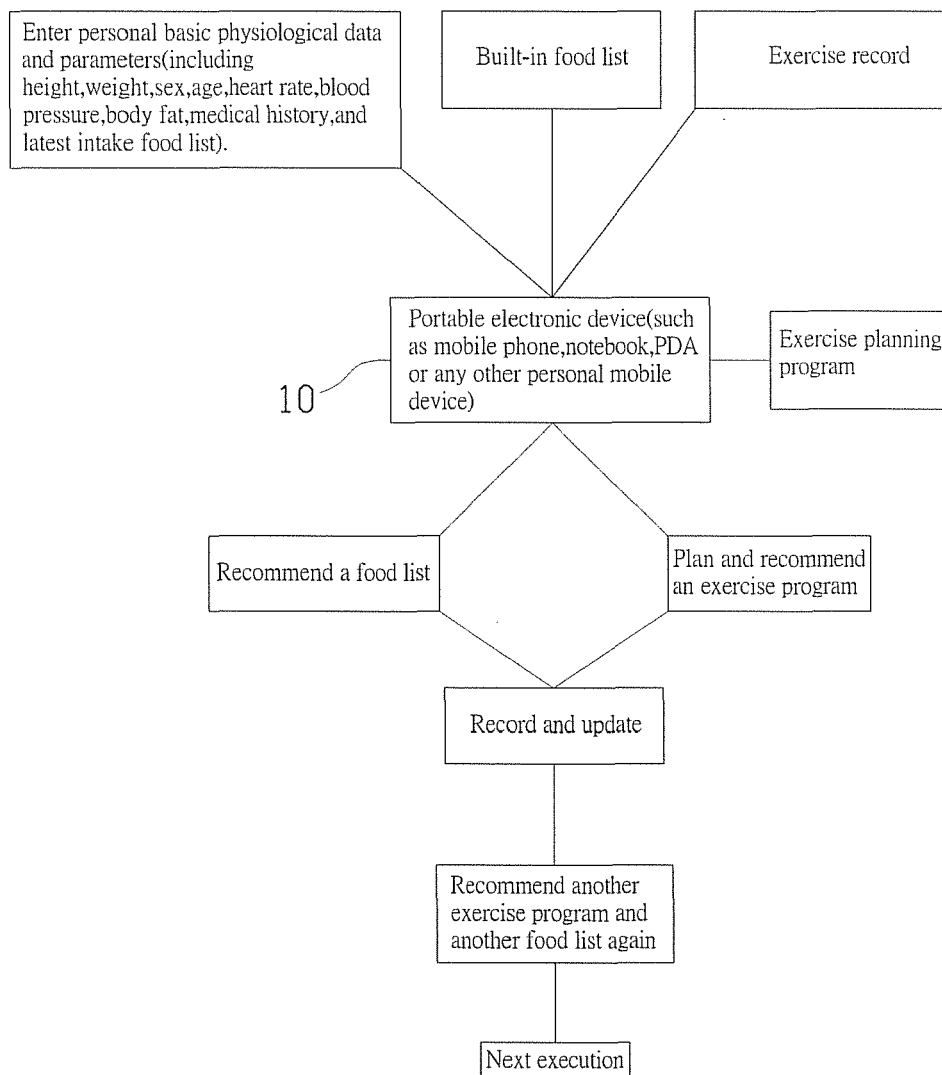 Enter personal basic physiological data
and parameters(including
height,weight,sex,age,heart rate,blood
pressure,body fat,medical history,and
latest intake food list).
Built-in food list
Exercise record
Portable electronic device(such
as mobile phone,notebook,PDA
or any other personal mobile
device)
Exercise planning
program
10
Recommend a food list
Plan and recommend
an exercise program
Record and update
Recommend another
exercise program and
another food list again
Next execution